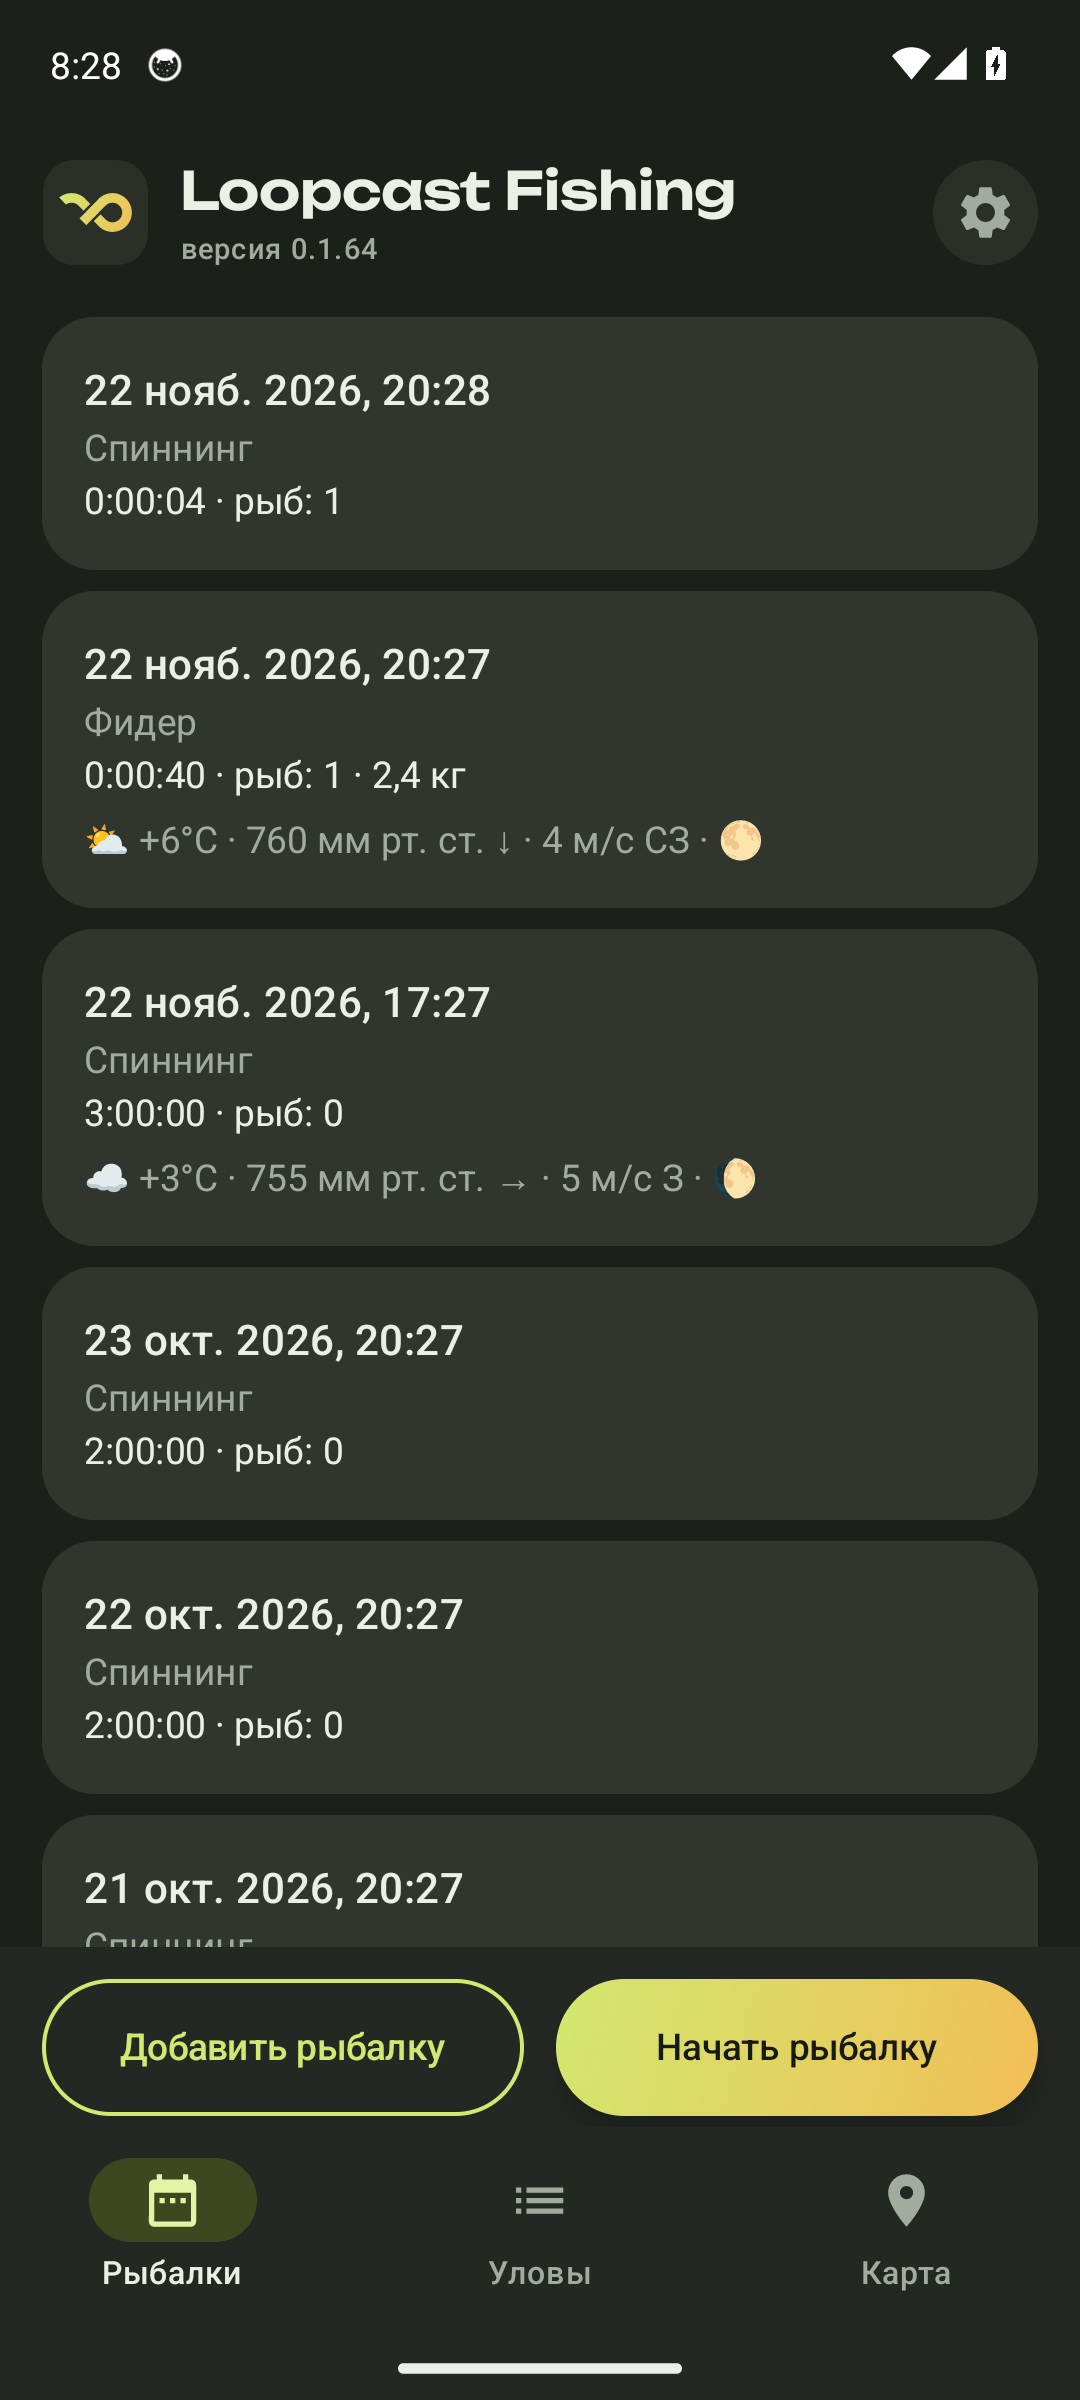 8:28
Loopcast Fishing
версия 0.1.64
22 нояб. 2026, 20:28
Спиннинг
0:00:04 · рыб: 1
22 нояб. 2026, 20:27
Фидер
0:00:40 · рыб: 1 · 2,4 кг
⛅ +6°C · 760 мм рт. ст. ↓ · 4 м/с СЗ · 🌕
22 нояб. 2026, 17:27
Спиннинг
3:00:00 · рыб: 0
☁️ +3°C · 755 мм рт. ст. → · 5 м/с З · 🌔
23 окт. 2026, 20:27
Спиннинг
2:00:00 · рыб: 0
22 окт. 2026, 20:27
Спиннинг
2:00:00 · рыб: 0
21 окт. 2026, 20:27
Спиннинг
Добавить рыбалку
Начать рыбалку
Рыбалки
Уловы
Карта